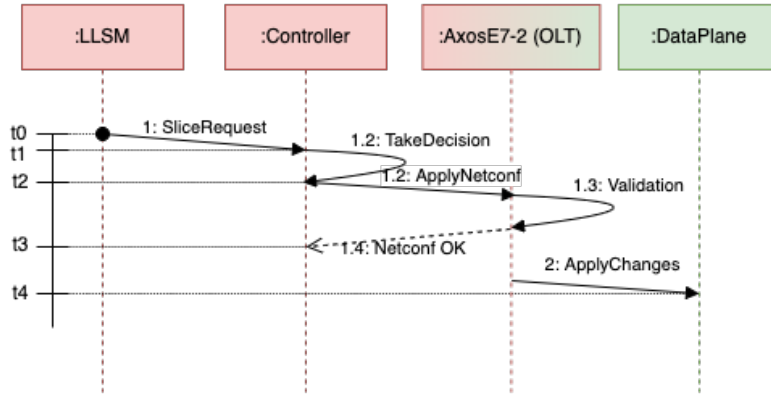 :LLSM
:Controller
:AxosE7-2 (OLT)
:DataPlane
t0
1: SliceRequest
t1
1.2: TakeDecision
t2
1.2: ApplyNetconf
1.3: Validation
t3
1.4: Netconf OK
2: ApplyChanges
t4